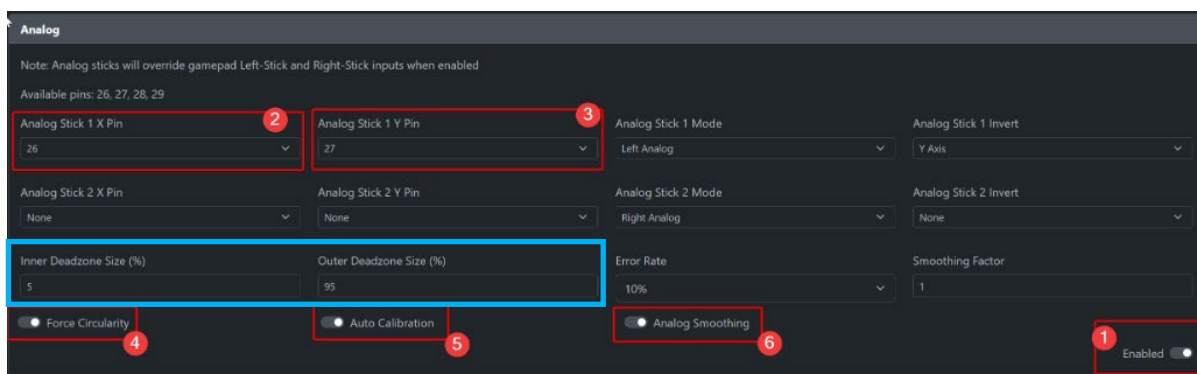 Analog
Note: Analog sticks will override gamepad Left-Stick and Right-Stick inputs when enabled
Available pins: 26, 27, 28, 29
Analog Stick 1 X Pin 2 Analog Stick 1 Y Pin 3 Analog Stick 1 Mode Analog Stick 1 Invert
26 27 Left Analog Y Axis
Analog Stick 2 X Pin Analog Stick 2 Y Pin Analog Stick 2 Mode Analog Stick 2 Invert
None None Right Analog None
Inner Deadzone Size (%) Outer Deadzone Size (%) Error Rate Smoothing Factor
5 95 10% 1
Force Circularity Auto Calibration Analog Smoothing
4 5 6 1
Enabled